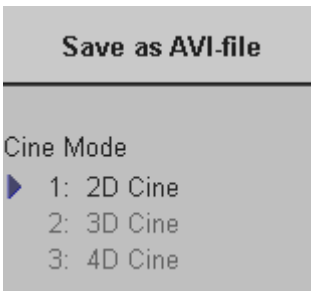 Save as AVI-file
Cine Mode
1: 2D Cine
2: 3D Cine
3: 4D Cine